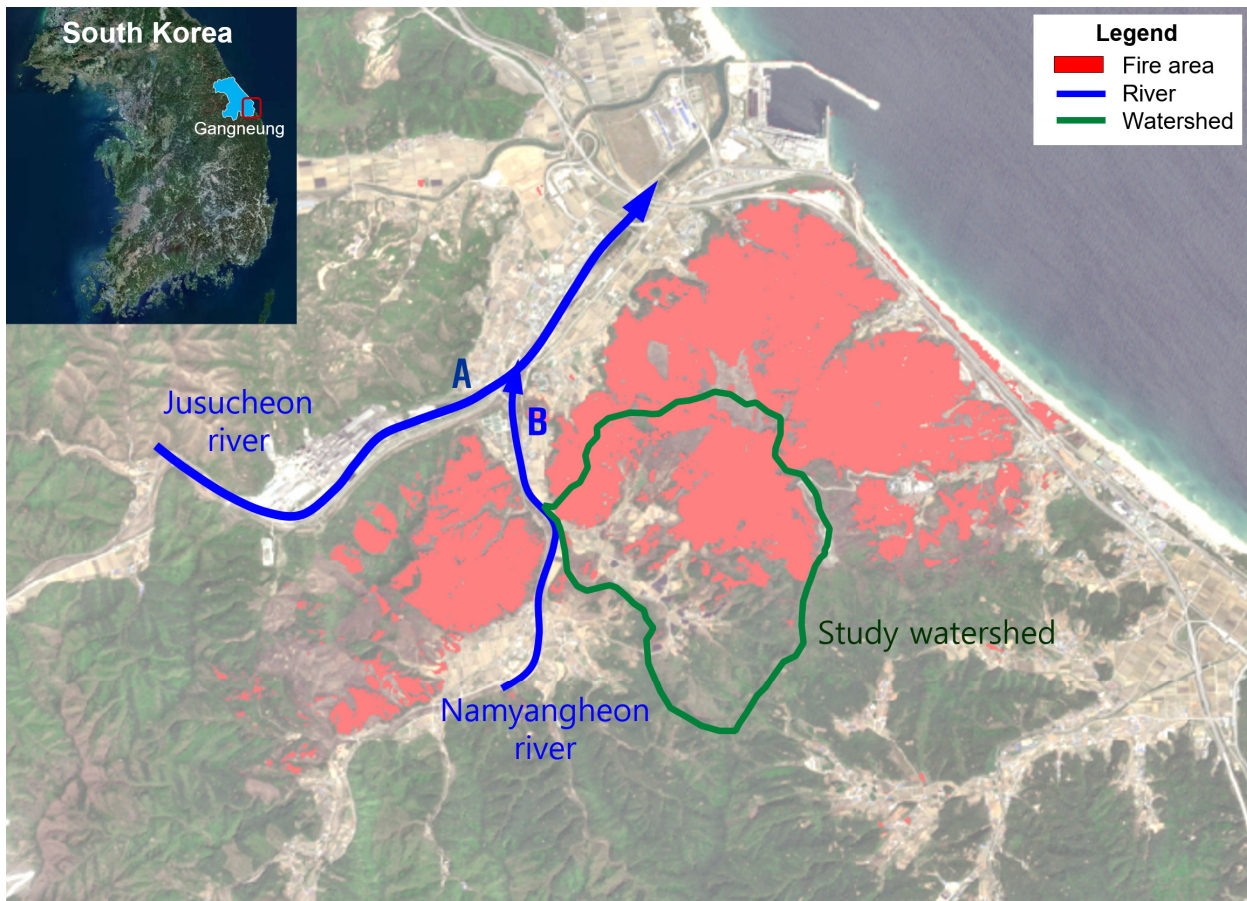 South Korea
Gangneung
Legend
Fire area
River
Watershed
A
B
Jusucheon
river
Study watershed
Namyangheon
river